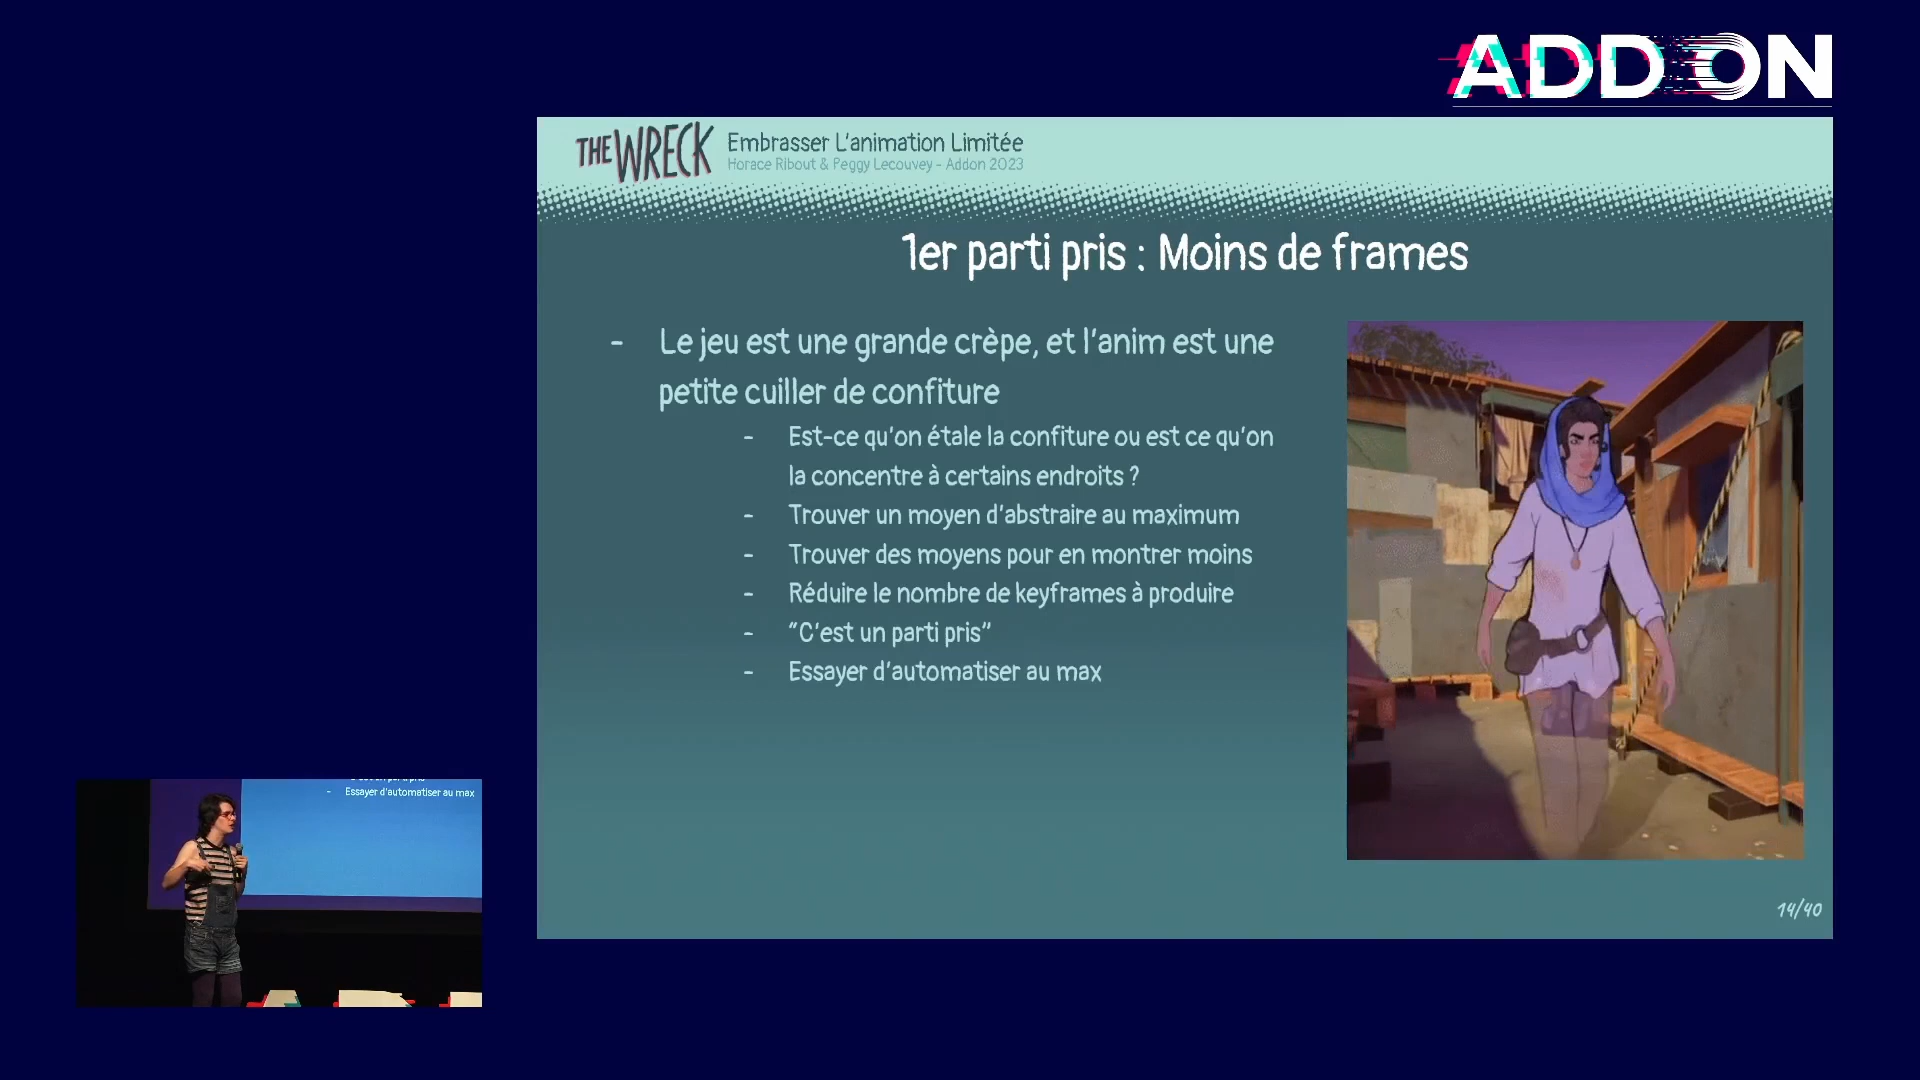 ADDON
THE WRECK
Embrasser L'animation Limitée
Horace Ribout & Peggy Lecouvey - Addon 2023
1er parti pris : Moins de frames
- Le jeu est une grande crèpe, et l'anim est une
petite cuiller de confiture
- Est-ce qu'on étale la confiture ou est ce qu'on
la concentre à certains endroits ?
- Trouver un moyen d'abstraire au maximum
- Trouver des moyens pour en montrer moins
- Réduire le nombre de keyframes à produire
- "C'est un parti pris"
- Essayer d'automatiser au max
14/40
- Essayer d'automatiser au max